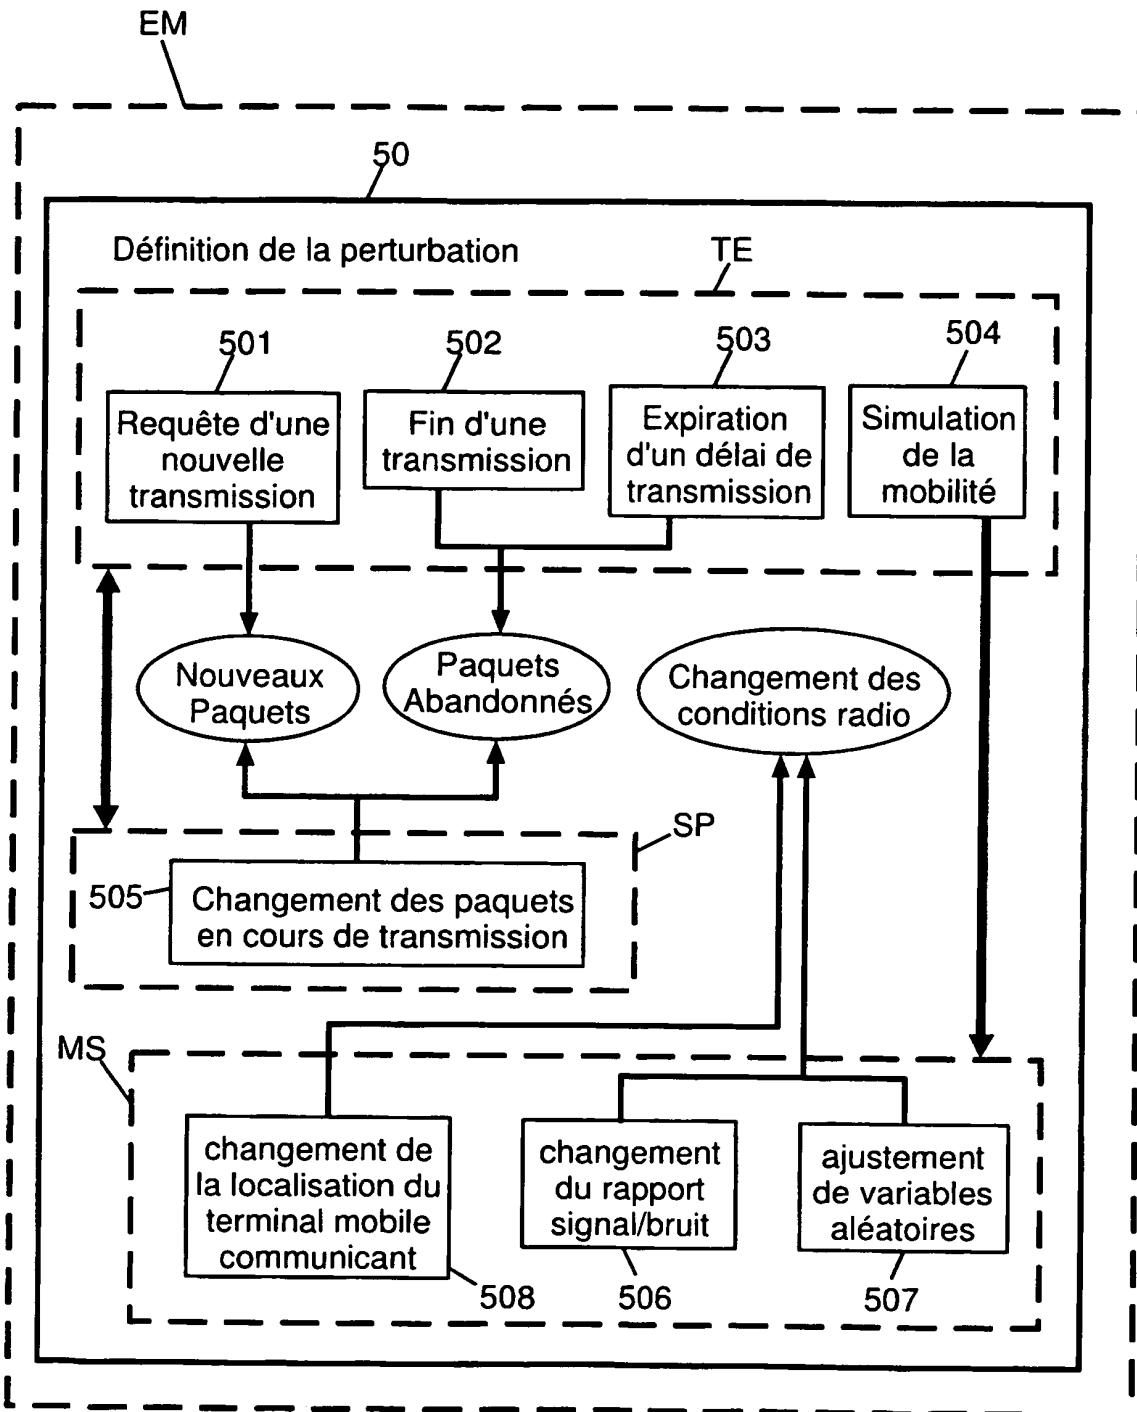 EM
50
Définition de la perturbation
TE
501
502
503
504
Requête d'une
nouvelle
transmission
Fin d'une
transmission
Expiration
d'un délai de
transmission
Simulation
de la
mobilité
Nouveaux
Paquets
Paquets
Abandonnés
Changement des
conditions radio
SP
505
Changement des paquets
en cours de transmission
MS
changement de
la localisation du
terminal mobile
communicant
changement
du rapport
signal/bruit
ajustement
de variables
aléatoires
508
506
507